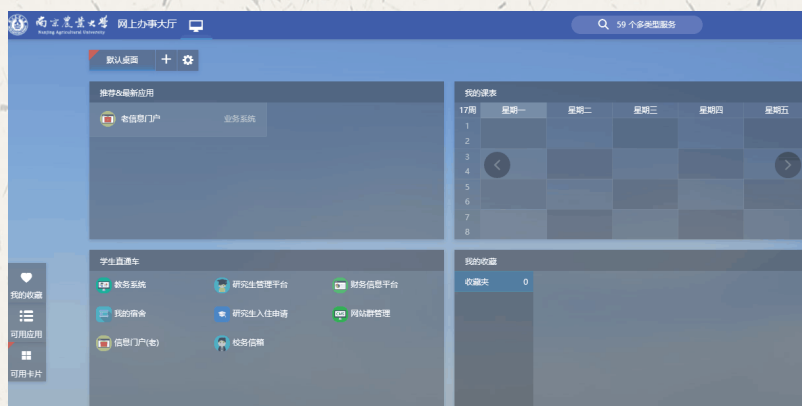 南京农业大学 网上办事大厅 59 个多类型服务
Nanjing Agricultural University
默认桌面
推荐&最新应用
老信息门户 业务系统
我的课表
17周 星期一 星期二 星期三 星期四 星期五
1
2
3
4
5
6
7
8
学生直通车
教务系统 研究生管理平台 财务信息平台
我的宿舍 研究生入住申请 网站群管理
信息门户(老) 校务信箱
我的收藏
收藏夹 0
我的收藏
可用应用
可用卡片